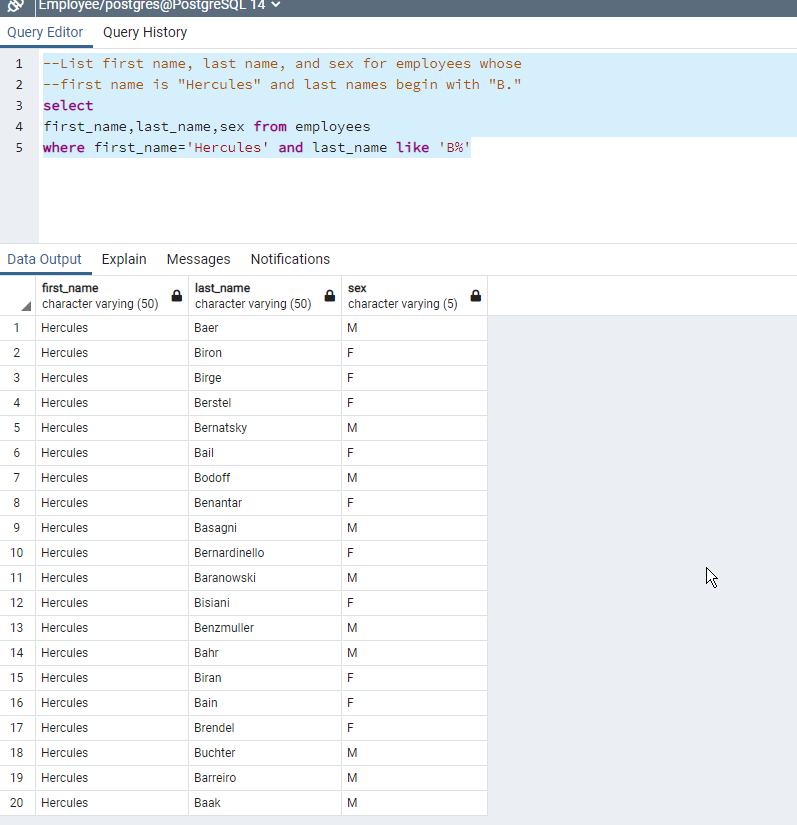 Employee/postgres@PostgreSQL 14
Query Editor Query History
1 --List first name, last name, and sex for employees whose
2 --first name is "Hercules" and last names begin with "B."
3 select
4 first_name,last_name,sex from employees
5 where first_name='Hercules' and last_name like 'B%'
Data Output Explain Messages Notifications
first_name last_name sex
character varying (50) character varying (50) character varying (5)
1 Hercules Baer M
2 Hercules Biron F
3 Hercules Birge F
4 Hercules Berstel F
5 Hercules Bernatsky M
6 Hercules Bail F
7 Hercules Bodoff M
8 Hercules Benantar F
9 Hercules Basagni M
10 Hercules Bernardinello F
11 Hercules Baranowski M
12 Hercules Bisiani F
13 Hercules Benzmuller M
14 Hercules Bahr M
15 Hercules Biran F
16 Hercules Bain F
17 Hercules Brendel F
18 Hercules Buchter M
19 Hercules Barreiro M
20 Hercules Baak M